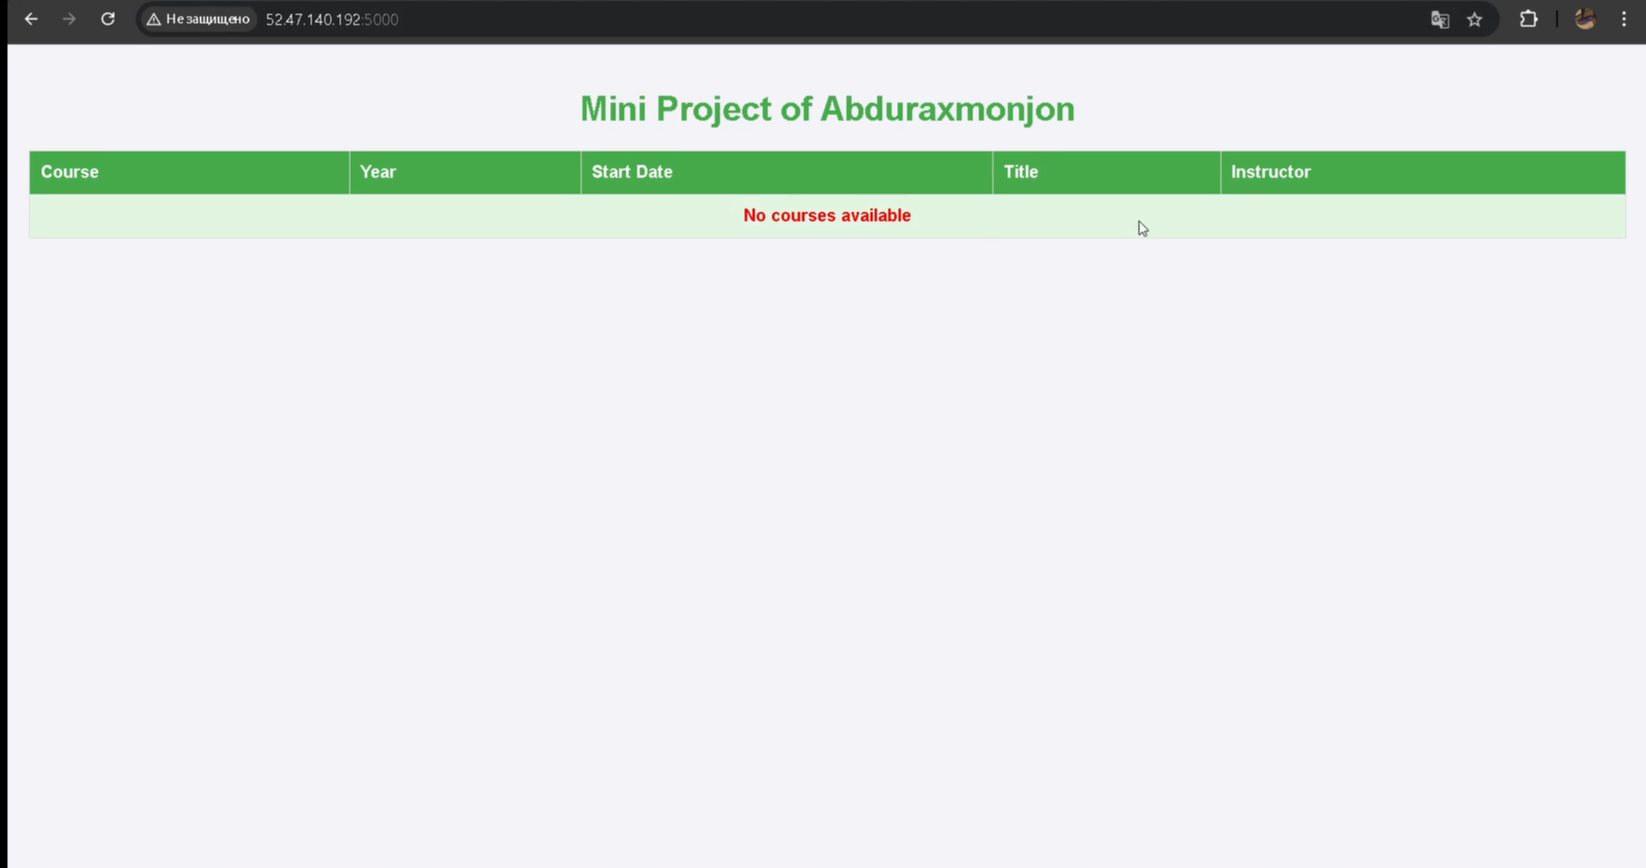 Не защищено 52.47.140.192:5000
Mini Project of Abduraxmonjon
Course Year Start Date Title Instructor
No courses available